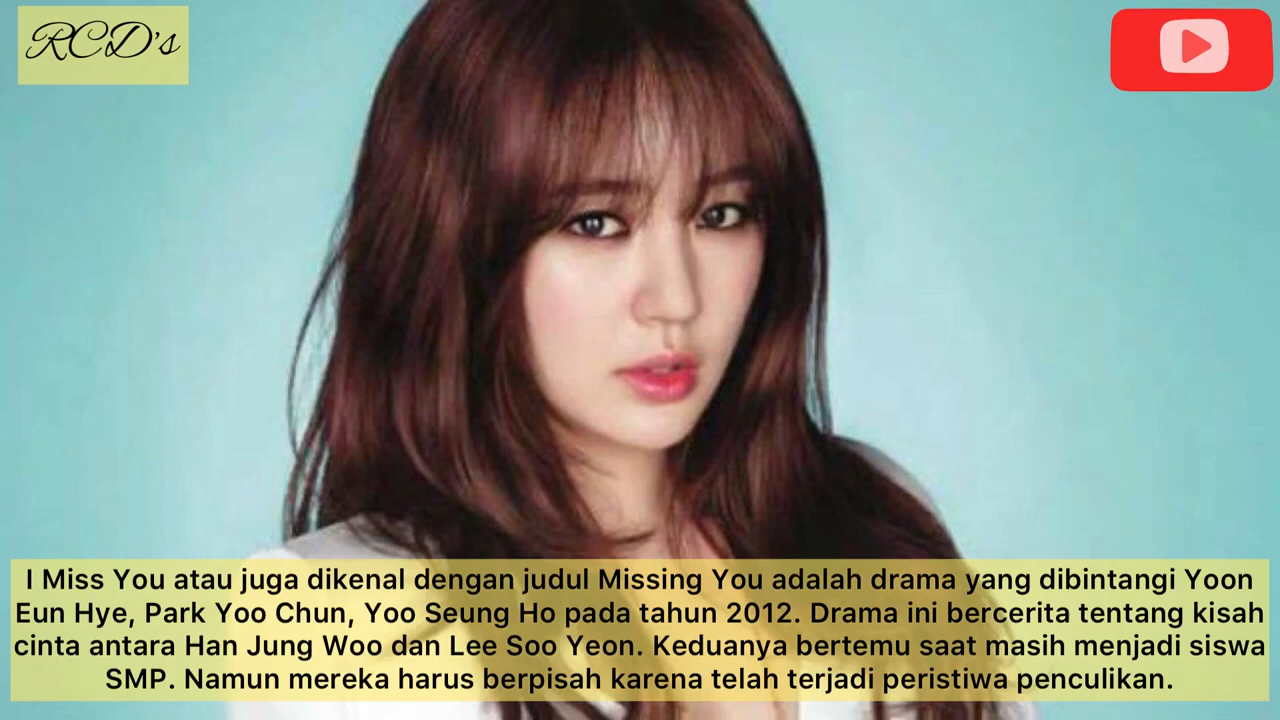 RCD's
I Miss You atau juga dikenal dengan judul Missing You adalah drama yang dibintangi Yoon
Eun Hye, Park Yoo Chun, Yoo Seung Ho pada tahun 2012. Drama ini bercerita tentang kisah
cinta antara Han Jung Woo dan Lee Soo Yeon. Keduanya bertemu saat masih menjadi siswa
SMP. Namun mereka harus berpisah karena telah terjadi peristiwa penculikan.